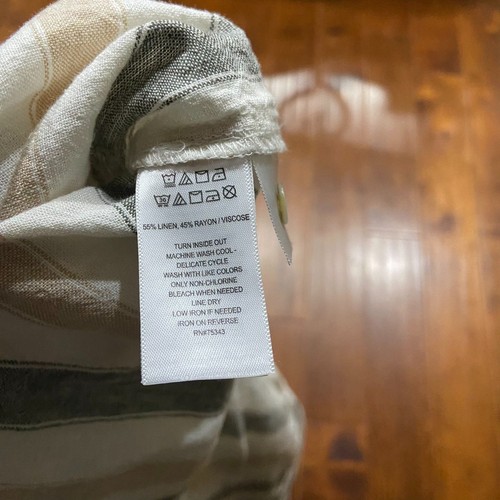 30
55% LINEN, 45% RAYON / VISCOSE
TURN INSIDE OUT
MACHINE WASH COOL -
DELICATE CYCLE
WASH WITH LIKE COLORS
ONLY NON-CHLORINE
BLEACH WHEN NEEDED
LINE DRY
LOW IRON IF NEEDED
IRON ON REVERSE
RN#75343